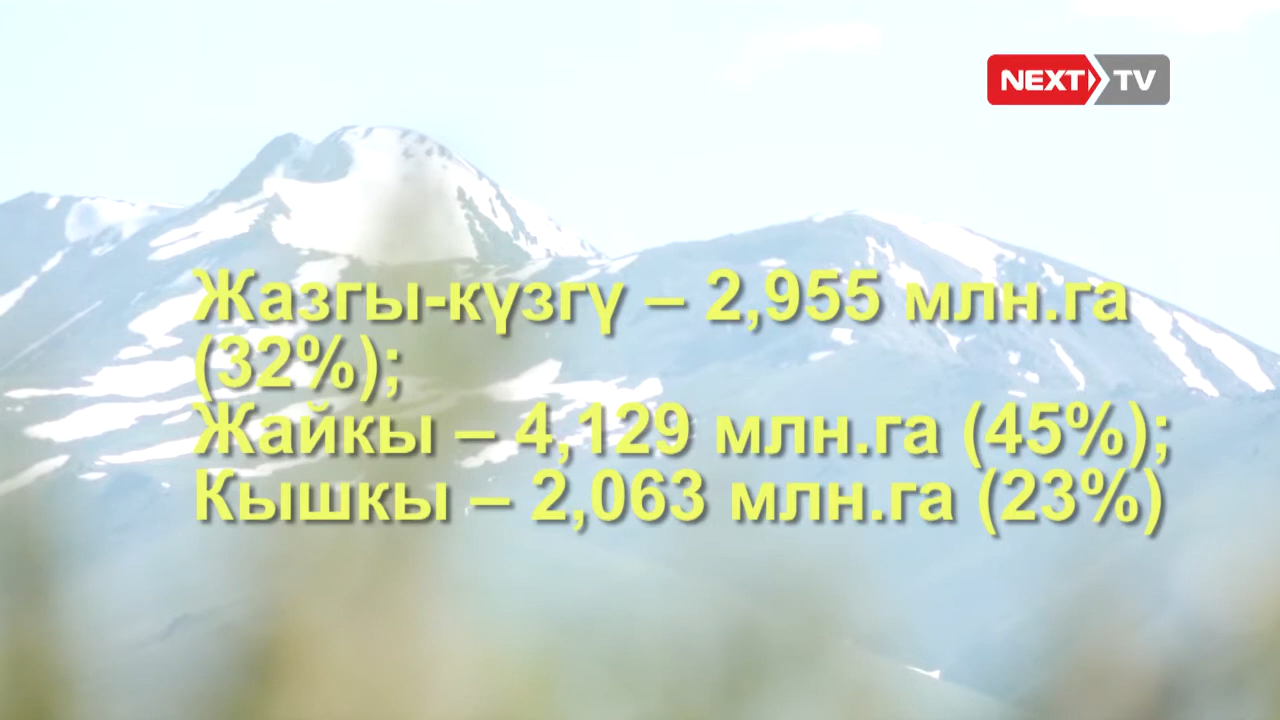 NEXT TV
Жазгы-күзгү – 2,955 млн.га
(32%);
Жайкы – 4,129 млн.га (45%);
Кышкы – 2,063 млн.га (23%)